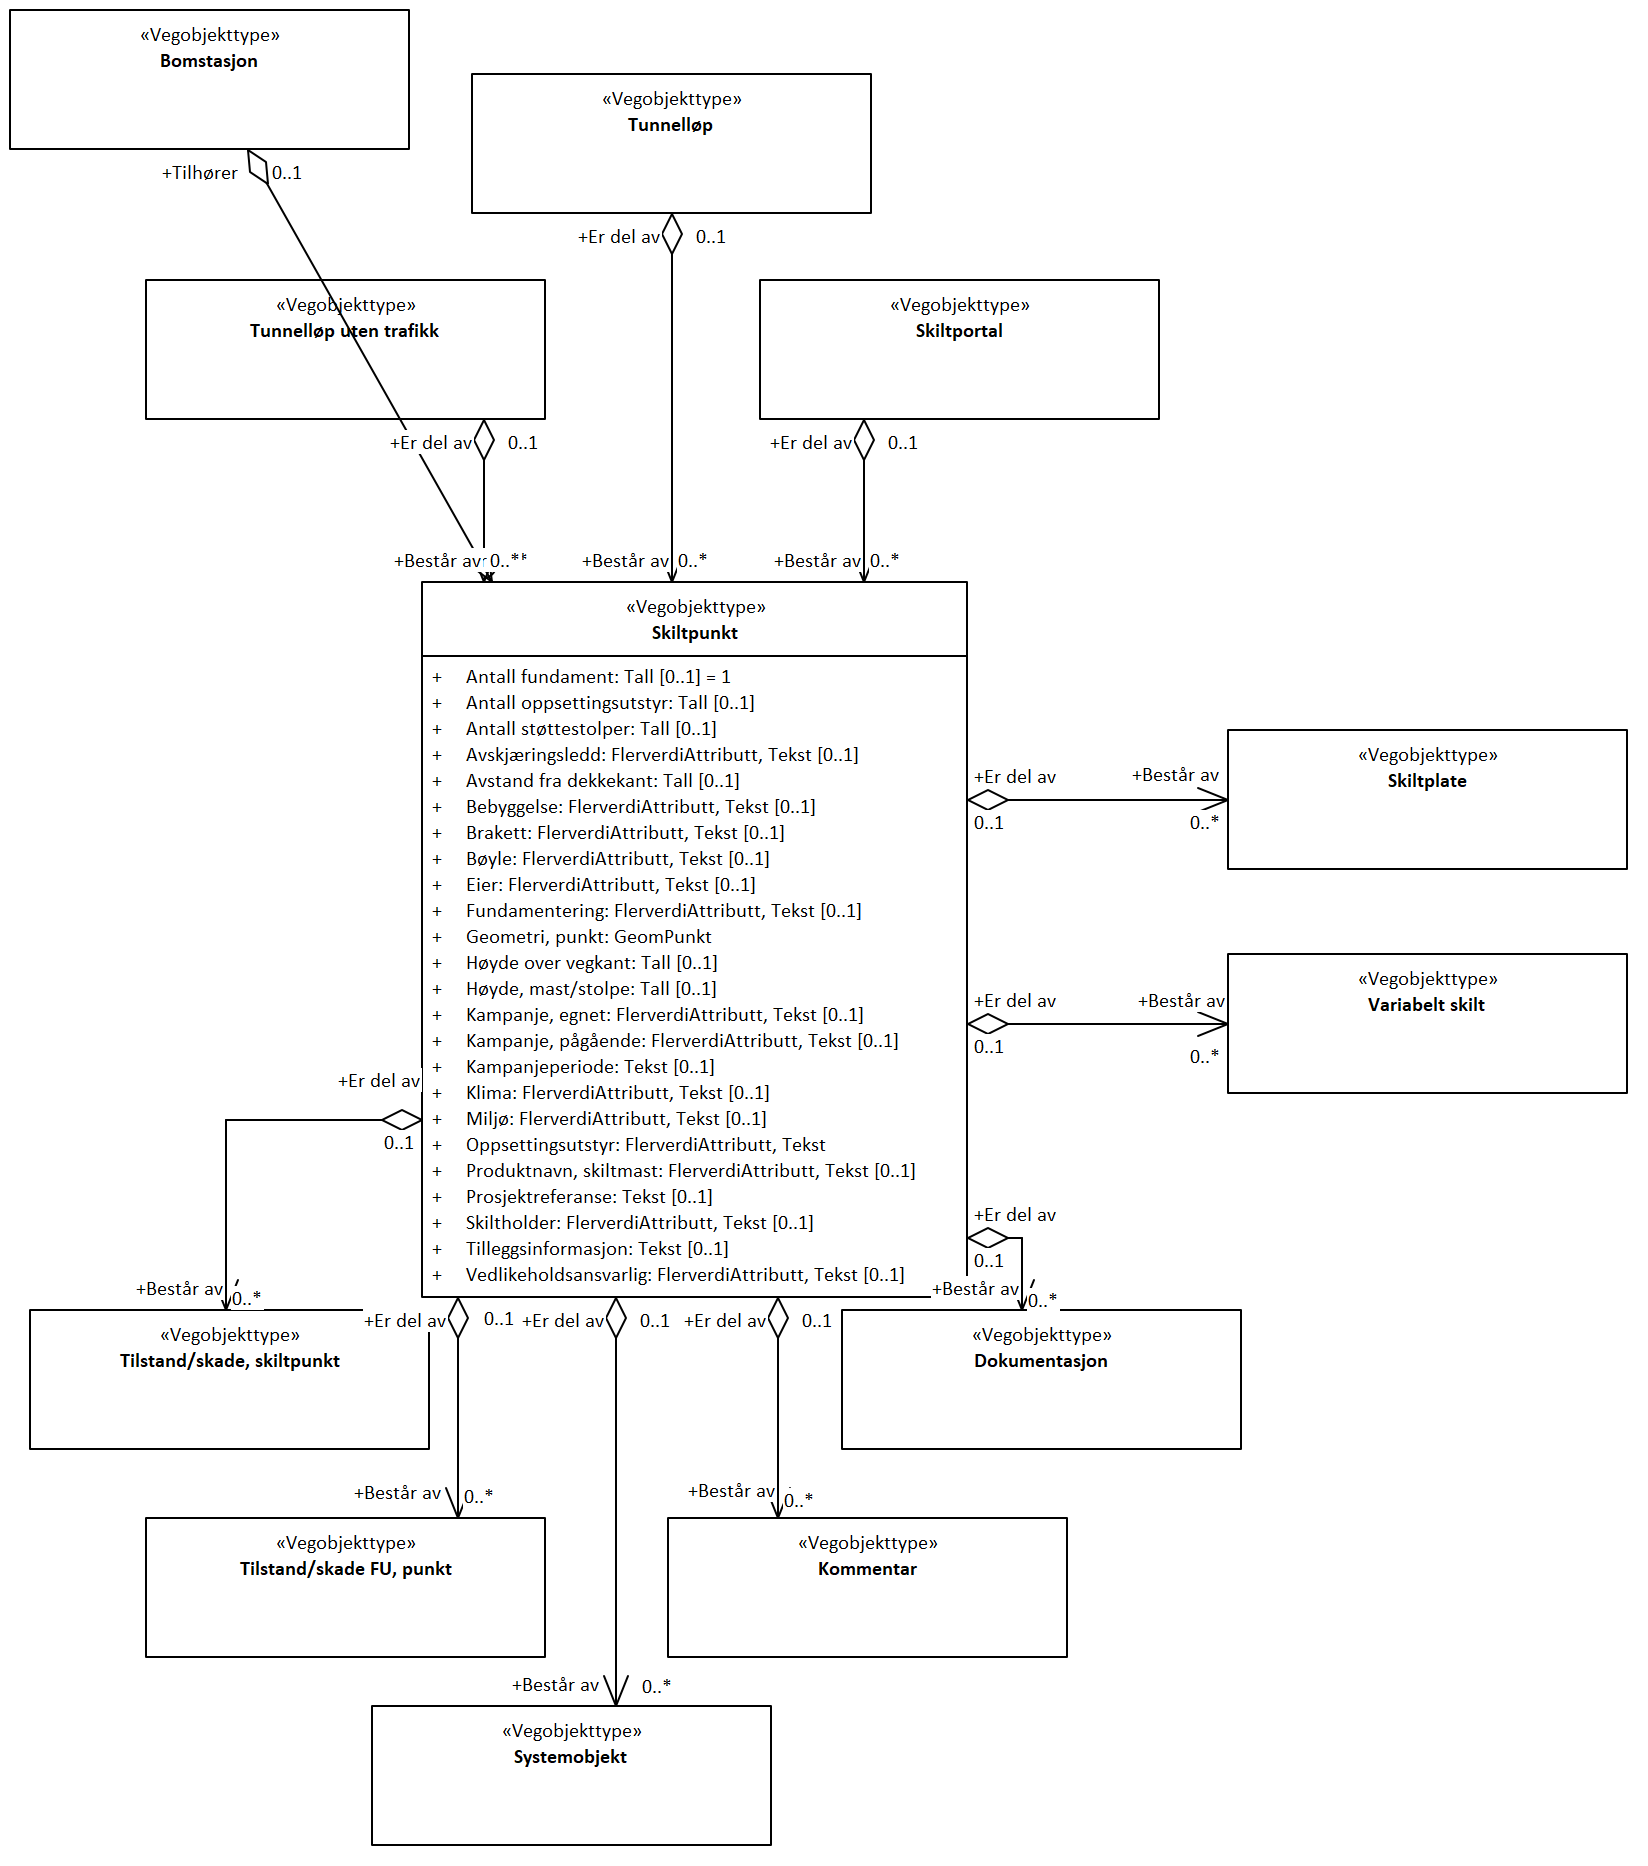 «Vegobjekttype»
Bomstasjon
+Tilhører
0..1
«Vegobjekttype»
Tunnelløp
+Er del av
0..1
«Vegobjekttype»
Tunnelløp uten trafikk
+Er del av
0..1
«Vegobjekttype»
Skiltportal
+Er del av
0..1
+Består av
0..*
+Består av
0..*
+Består av
0..*
«Vegobjekttype»
Skiltpunkt
+ Antall fundament: Tall [0..1] = 1
+ Antall oppsettingsutstyr: Tall [0..1]
+ Antall støttestolper: Tall [0..1]
+ Avskjæringsledd: FlerverdiAttributt, Tekst [0..1]
+ Avstand fra dekkekant: Tall [0..1]
+ Bebyggelse: FlerverdiAttributt, Tekst [0..1]
+ Brakett: FlerverdiAttributt, Tekst [0..1]
+ Bøyle: FlerverdiAttributt, Tekst [0..1]
+ Eier: FlerverdiAttributt, Tekst [0..1]
+ Fundamentering: FlerverdiAttributt, Tekst [0..1]
+ Geometri, punkt: GeomPunkt
+ Høyde over vegkant: Tall [0..1]
+ Høyde, mast/stolpe: Tall [0..1]
+ Kampanje, egnet: FlerverdiAttributt, Tekst [0..1]
+ Kampanje, pågående: FlerverdiAttributt, Tekst [0..1]
+ Kampanjeperiode: Tekst [0..1]
+ Klima: FlerverdiAttributt, Tekst [0..1]
+ Miljø: FlerverdiAttributt, Tekst [0..1]
+ Oppsettingsutstyr: FlerverdiAttributt, Tekst
+ Produktnavn, skiltmast: FlerverdiAttributt, Tekst [0..1]
+ Prosjektreferanse: Tekst [0..1]
+ Skiltholder: FlerverdiAttributt, Tekst [0..1]
+ Tilleggsinformasjon: Tekst [0..1]
+ Vedlikeholdsansvarlig: FlerverdiAttributt, Tekst [0..1]
+Er del av
0..1
+Består av
0..*
«Vegobjekttype»
Skiltplate
+Er del av
0..1
+Består av
0..*
«Vegobjekttype»
Variabelt skilt
+Er del av
0..1
+Består av
0..*
«Vegobjekttype»
Tilstand/skade, skiltpunkt
+Er del av
0..1
+Består av
0..*
«Vegobjekttype»
Dokumentasjon
+Er del av
0..1
+Består av
0..*
«Vegobjekttype»
Tilstand/skade FU, punkt
+Er del av
0..1
+Består av
0..*
«Vegobjekttype»
Kommentar
+Er del av
0..1
+Består av
0..*
«Vegobjekttype»
Systemobjekt